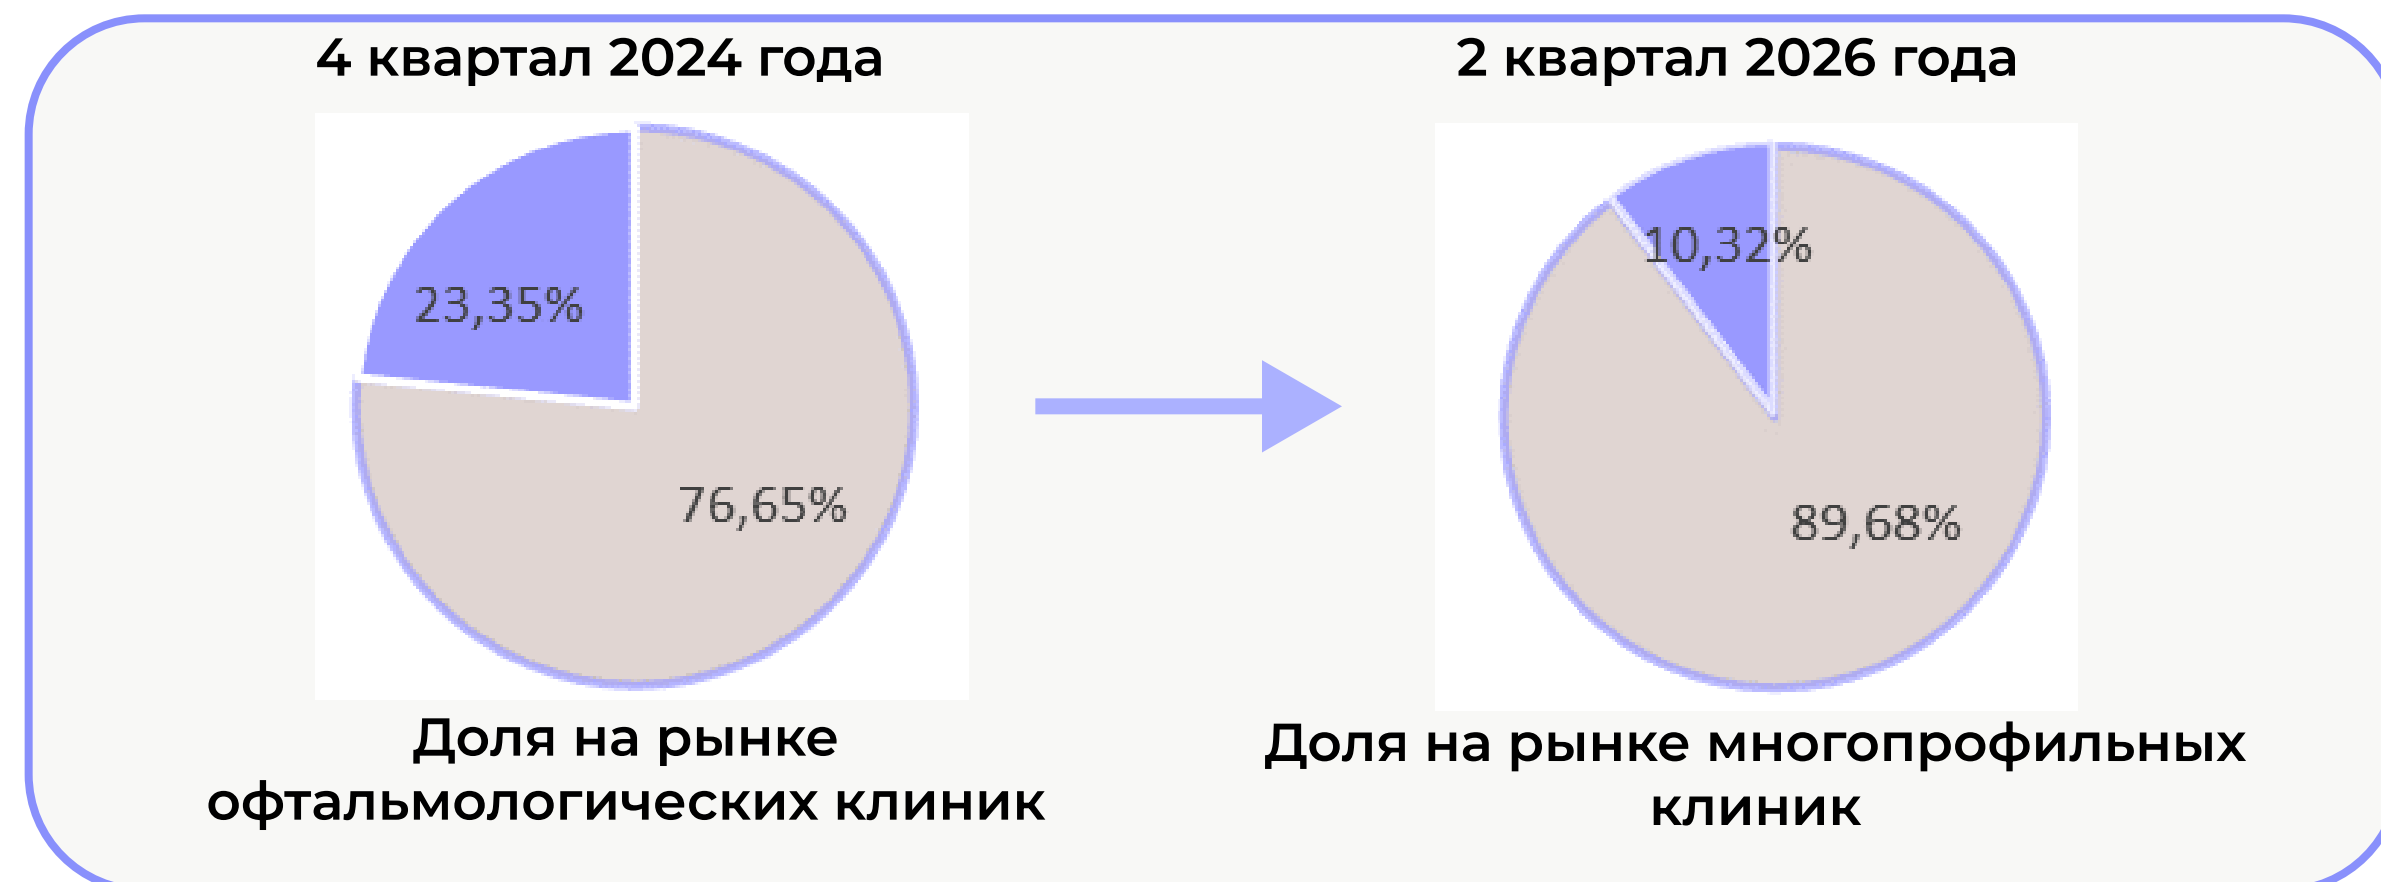 4 квартал 2024 года
23,35%
76,65%
Доля на рынке
офтальмологических клиник
2 квартал 2026 года
10,32%
89,68%
Доля на рынке многопрофильных
клиник